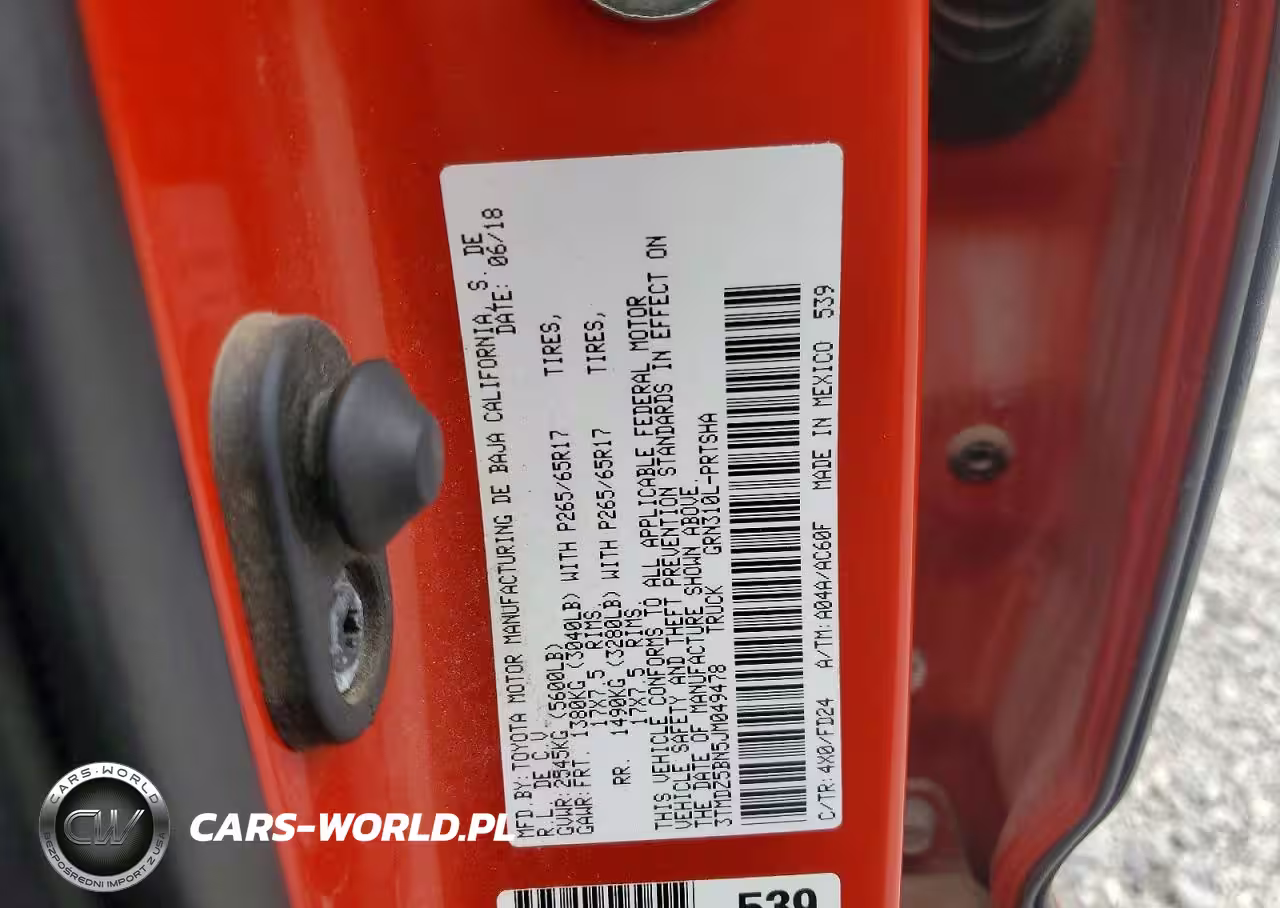 MFD.BY:TOYOTA MOTOR MANUFACTURING DE BAJA CALIFORNIA, S. DE
R.L. DE C.V. DATE: 06/18
GVWR: 2545KG (5600LB)
GAWR:FRT. 1380KG (3040LB) WITH P265/65R17 TIRES,
17X7.5 RIMS,
RR. 1490KG (3280LB) WITH P265/65R17 TIRES,
17X7.5 RIMS.
THIS VEHICLE CONFORMS TO ALL APPLICABLE FEDERAL MOTOR
VEHICLE SAFETY AND THEFT PREVENTION STANDARDS IN EFFECT ON
THE DATE OF MANUFACTURE SHOWN ABOVE.
3TMDZ5BN5JM049478 TRUCK GRN310L-PRTSHA
C/TR: 4X0/FD24 A/TM: A04A/AC60F MADE IN MEXICO 539
539
CARS-WORLD
CW
BEZPOŚREDNI IMPORT Z USA
CARS-WORLD.PL